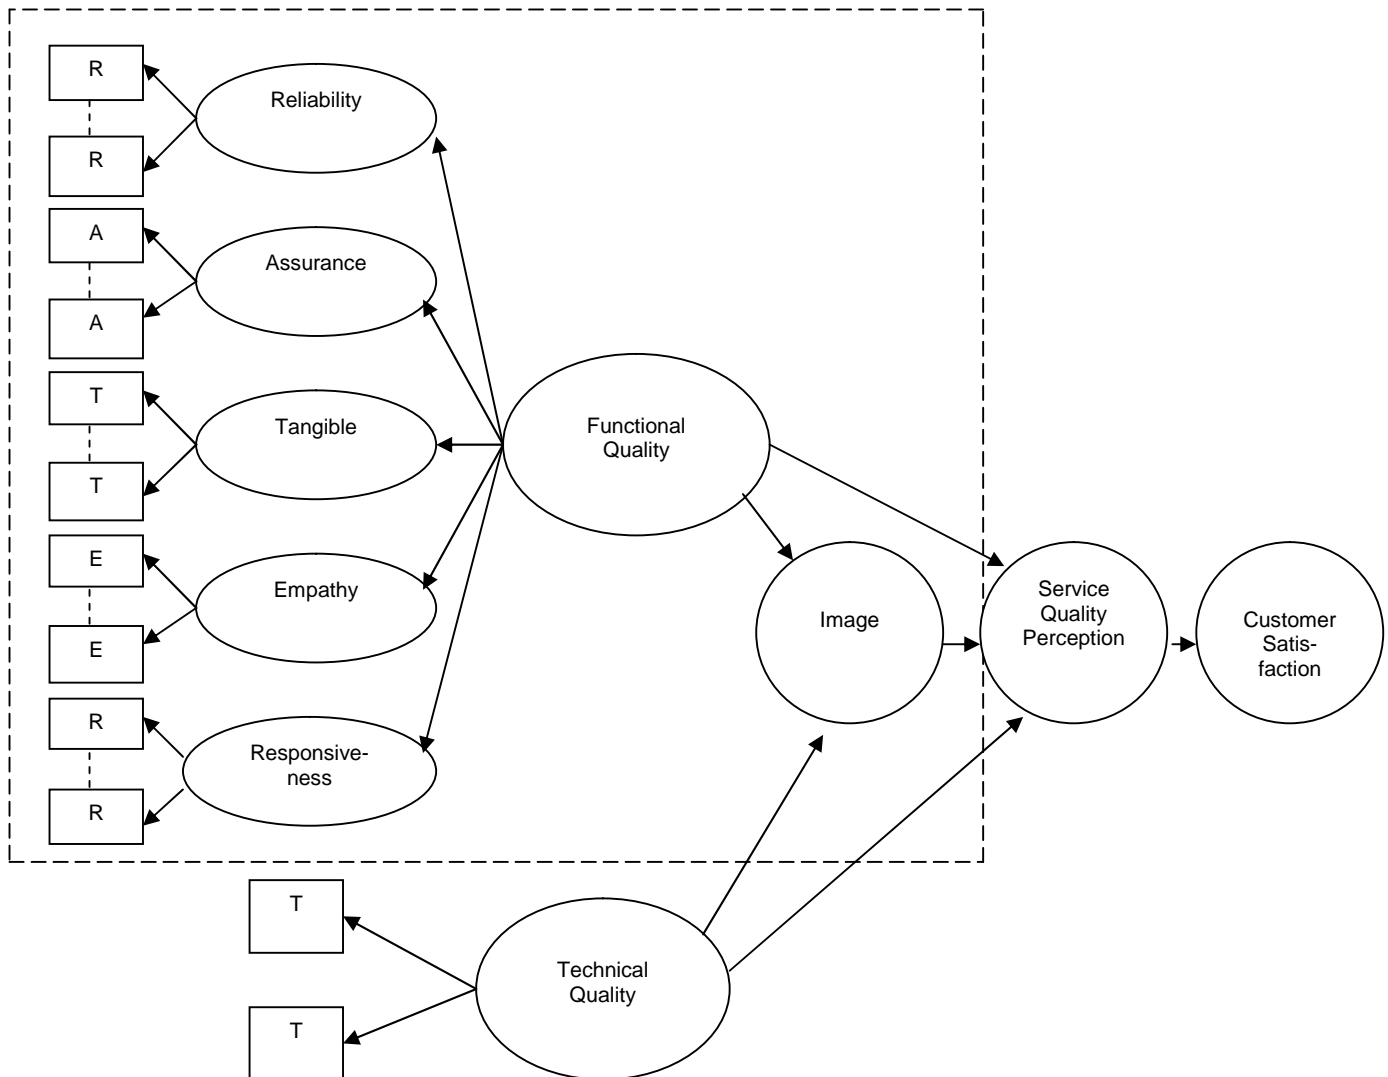 R
Reliability
R
A
Assurance
A
T
Tangible
T
E
Empathy
E
R
Responsive-
ness
R
Functional
Quality
Image
Service
Quality
Perception
Customer
Satis-
faction
T
Technical
Quality
T